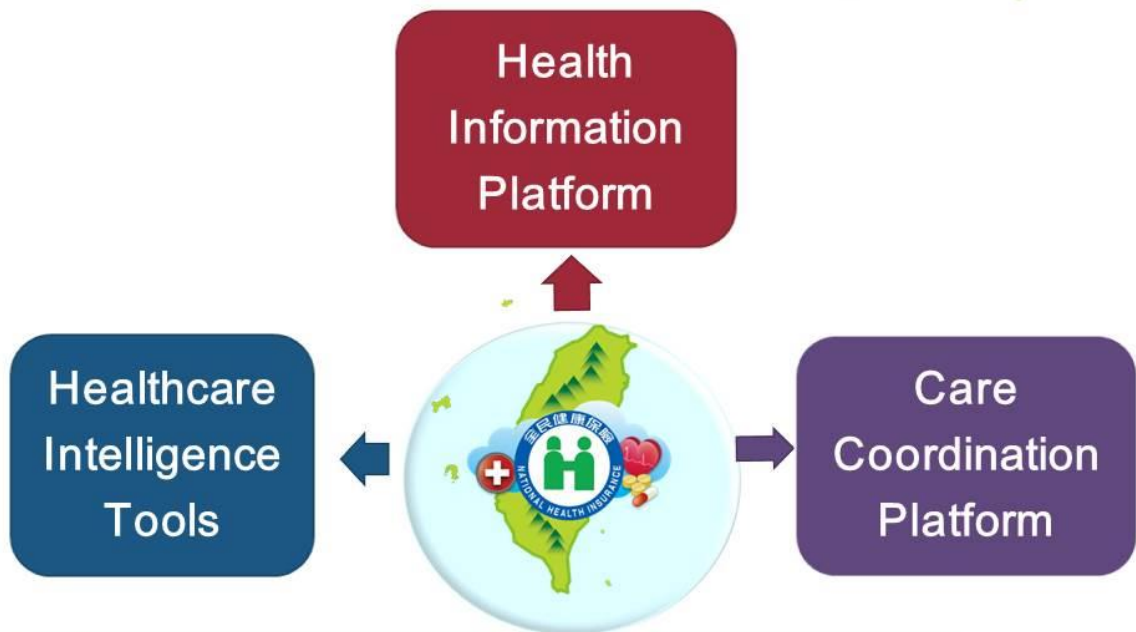 Health
Information
Platform
Healthcare
Intelligence
Tools
全民健康保險
NATIONAL HEALTH INSURANCE
Care
Coordination
Platform